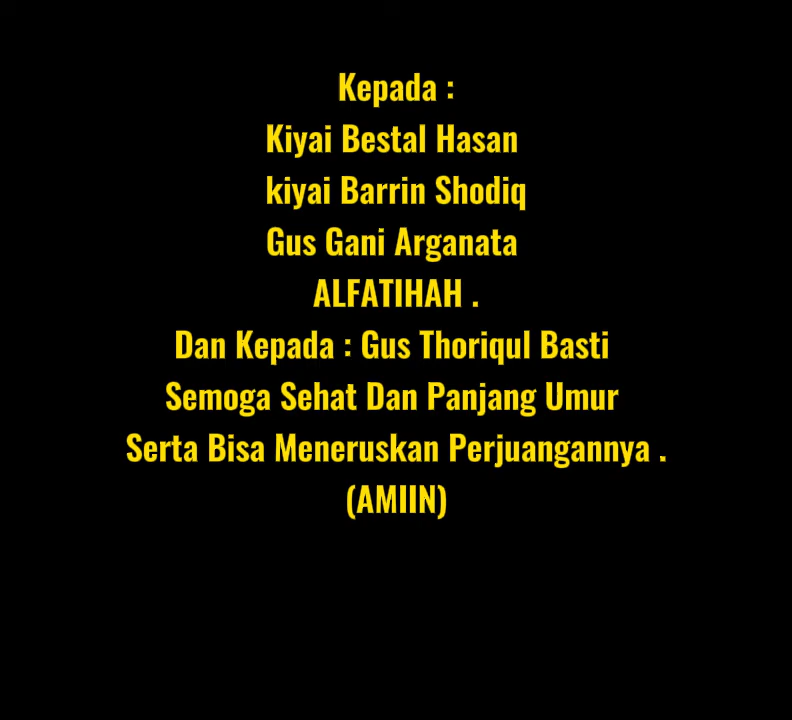 Kepada :
Kiyai Bestal Hasan
kiyai Barrin Shodiq
Gus Gani Arganata
ALFATIHAH .
Dan Kepada : Gus Thoriqul Basti
Semoga Sehat Dan Panjang Umur
Serta Bisa Meneruskan Perjuangannya .
(AMIIN)